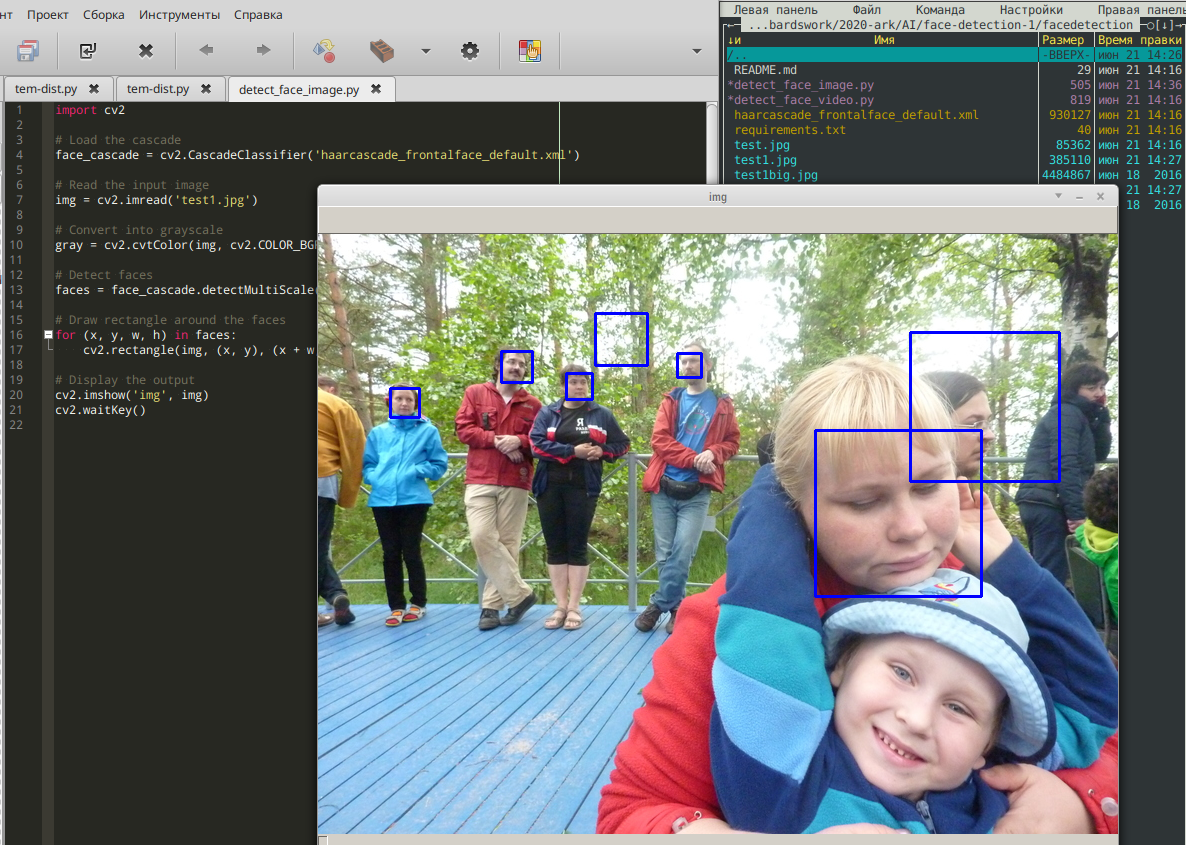 нт Проект Сборка Инструменты Справка
tem-dist.py tem-dist.py detect_face_image.py
1 import cv2
2
3 # Load the cascade
4 face_cascade = cv2.CascadeClassifier('haarcascade_frontalface_default.xml')
5
6 # Read the input image
7 img = cv2.imread('test1.jpg')
8
9 # Convert into grayscale
10 gray = cv2.cvtColor(img, cv2.COLOR_BG
11
12 # Detect faces
13 faces = face_cascade.detectMultiScale(
14
15 # Draw rectangle around the faces
16 for (x, y, w, h) in faces:
17 cv2.rectangle(img, (x, y), (x + w
18
19 # Display the output
20 cv2.imshow('img', img)
21 cv2.waitKey()
22
Левая панель Файл Команда Настройки Правая панель
...bardswork/2020-ark/AI/face-detection-1/facedetection
↓и Имя Размер Время правки
/.. -ВВЕРХ- июн 21 14:26
README.md 29 июн 21 14:16
*detect_face_image.py 505 июн 21 14:36
*detect_face_video.py 819 июн 21 14:16
haarcascade_frontalface_default.xml 930127 июн 21 14:16
requirements.txt 40 июн 21 14:16
test.jpg 85362 июн 21 14:16
test1.jpg 385110 июн 21 14:27
test1big.jpg 4484867 июн 18 2016
21 14:27
18 2016
img
Я